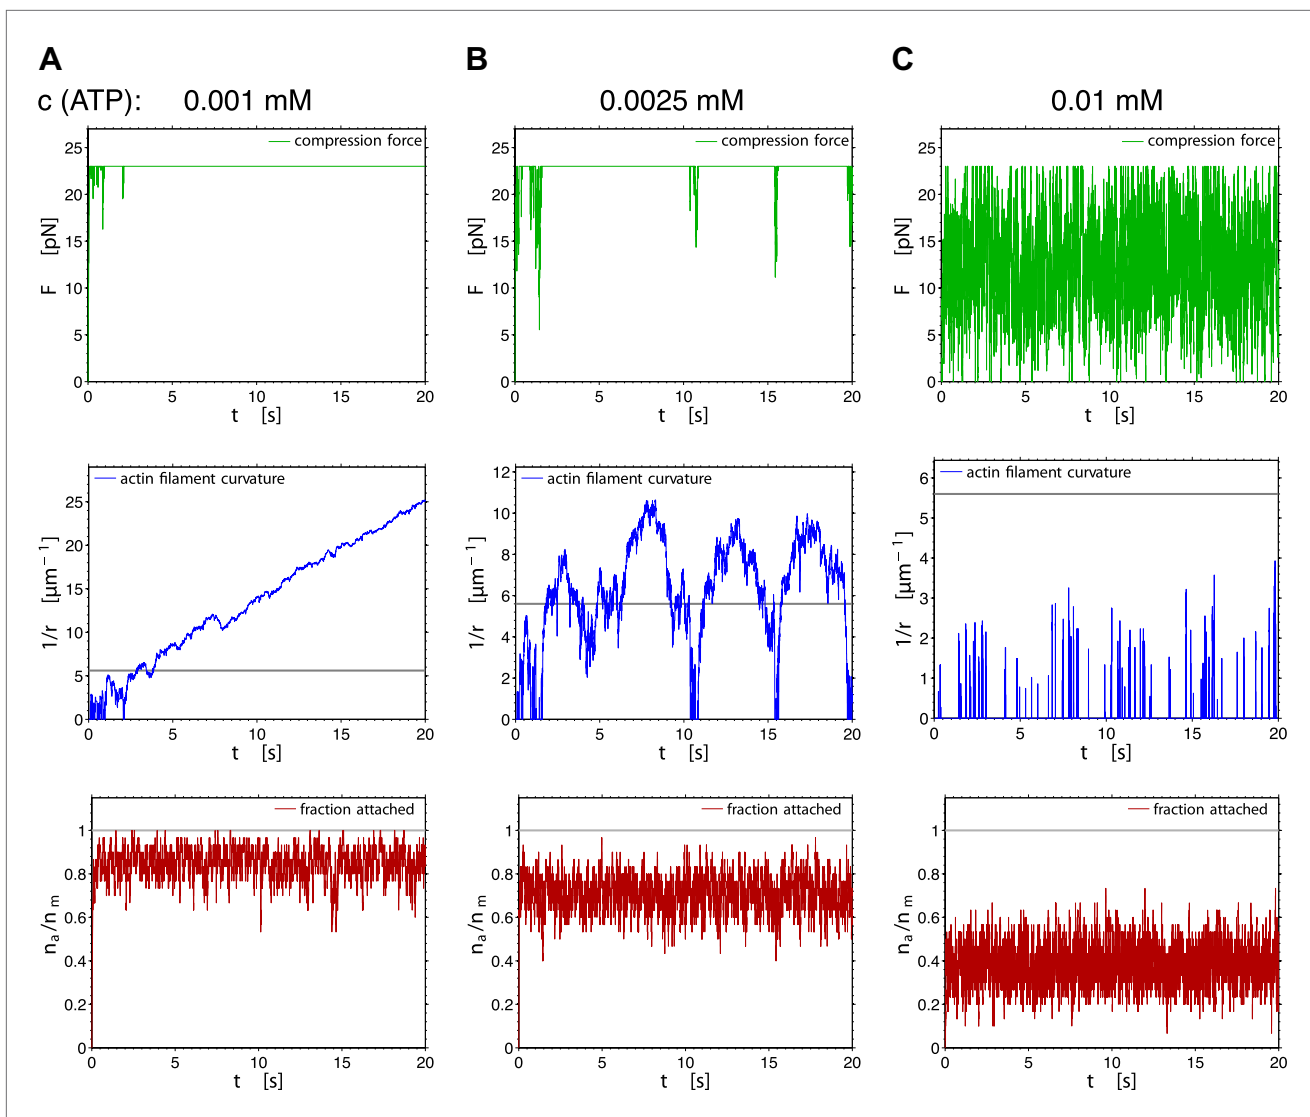 A
B
C
c (ATP):
0.001 mM
0.0025 mM
0.01 mM
compression force
F [pN]
25
20
15
10
5
0
0
5
10
15
20
t [s]
compression force
F [pN]
25
20
15
10
5
0
0
5
10
15
20
t [s]
compression force
F [pN]
25
20
15
10
5
0
0
5
10
15
20
t [s]
actin filament curvature
1/r [µm⁻¹]
25
20
15
10
5
0
0
5
10
15
20
t [s]
actin filament curvature
1/r [µm⁻¹]
12
10
8
6
4
2
0
0
5
10
15
20
t [s]
actin filament curvature
1/r [µm⁻¹]
6
5
4
3
2
1
0
0
5
10
15
20
t [s]
fraction attached
nₐ/nₘ
1
0.8
0.6
0.4
0.2
0
0
5
10
15
20
t [s]
fraction attached
nₐ/nₘ
1
0.8
0.6
0.4
0.2
0
0
5
10
15
20
t [s]
fraction attached
nₐ/nₘ
1
0.8
0.6
0.4
0.2
0
0
5
10
15
20
t [s]